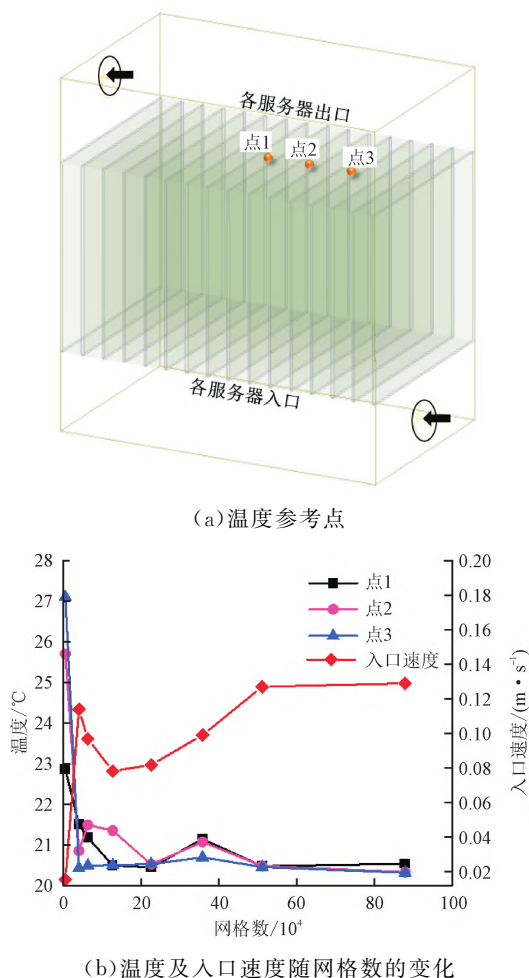 各服务器出口
点1
点2
点3
各服务器入口
(a)温度参考点
28
27
26
25
24
23
22
21
20
温度/℃
点1
点2
点3
入口速度
0.20
0.18
0.16
0.14
0.12
0.10
0.08
0.06
0.04
0.02
入口速度/(m·s⁻¹)
0 20 40 60 80 100
网格数/10⁴
(b)温度及入口速度随网格数的变化